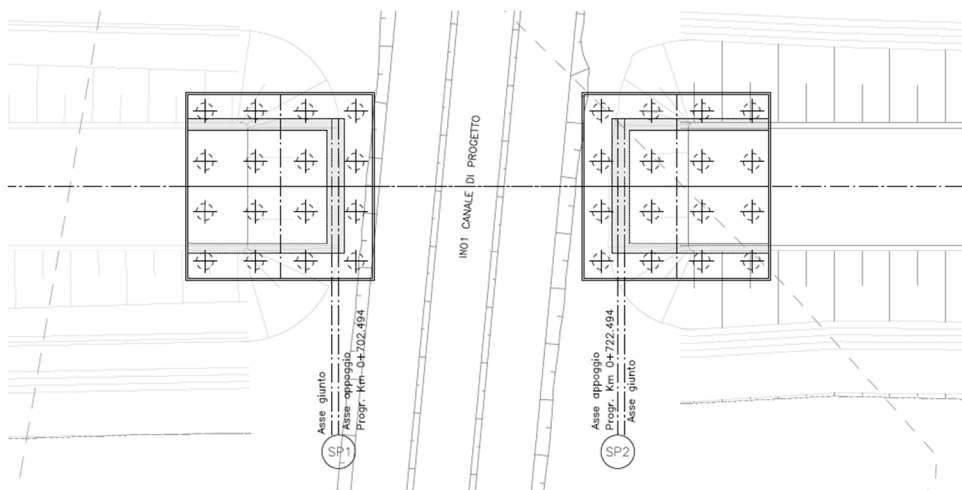 IN01 CANALE DI PROGETTO
Asse giunto
Asse appoggio
Progr. Km 0+702.494
SP1
Asse appoggio
Progr. Km 0+722.494
Asse giunto
SP2